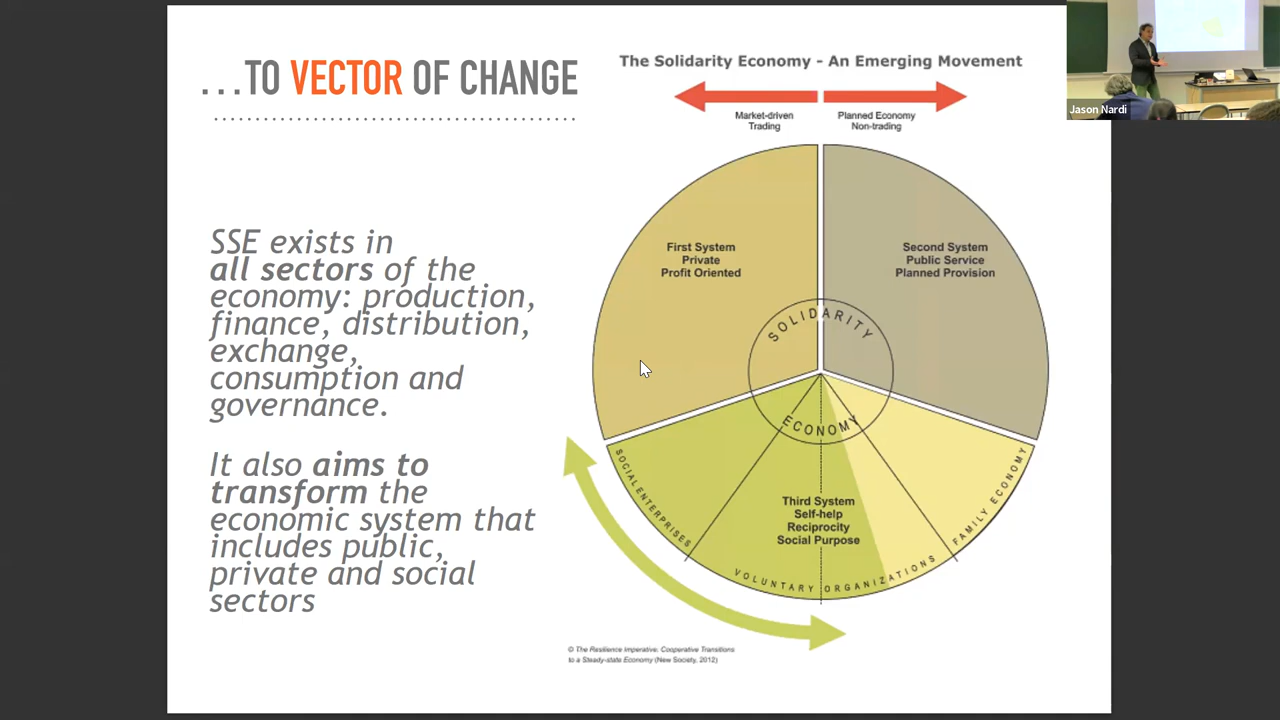 ...TO VECTOR OF CHANGE
SSE exists in
all sectors of the
economy: production,
finance, distribution,
exchange,
consumption and
governance.
It also aims to
transform the
economic system that
includes public,
private and social
sectors
The Solidarity Economy - An Emerging Movement
Market-driven
Trading
Planned Economy
Non-trading
First System
Private
Profit Oriented
Second System
Public Service
Planned Provision
SOLIDARITY
ECONOMY
Third System
Self-help
Reciprocity
Social Purpose
SOCIAL ENTERPRISES
VOLUNTARY ORGANIZATIONS
FAMILY ECONOMY
© The Resilience Imperative. Cooperative Transitions
to a Steady-state Economy (New Society, 2012)
Jason Nardi